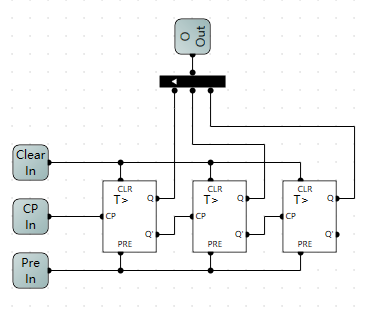 O
Out
Clear
In
CLR
CLR
CLR
T>
Q
T>
Q
T>
Q
CP
In
CP
CP
CP
Q'
Q'
Q'
PRE
PRE
PRE
Pre
In